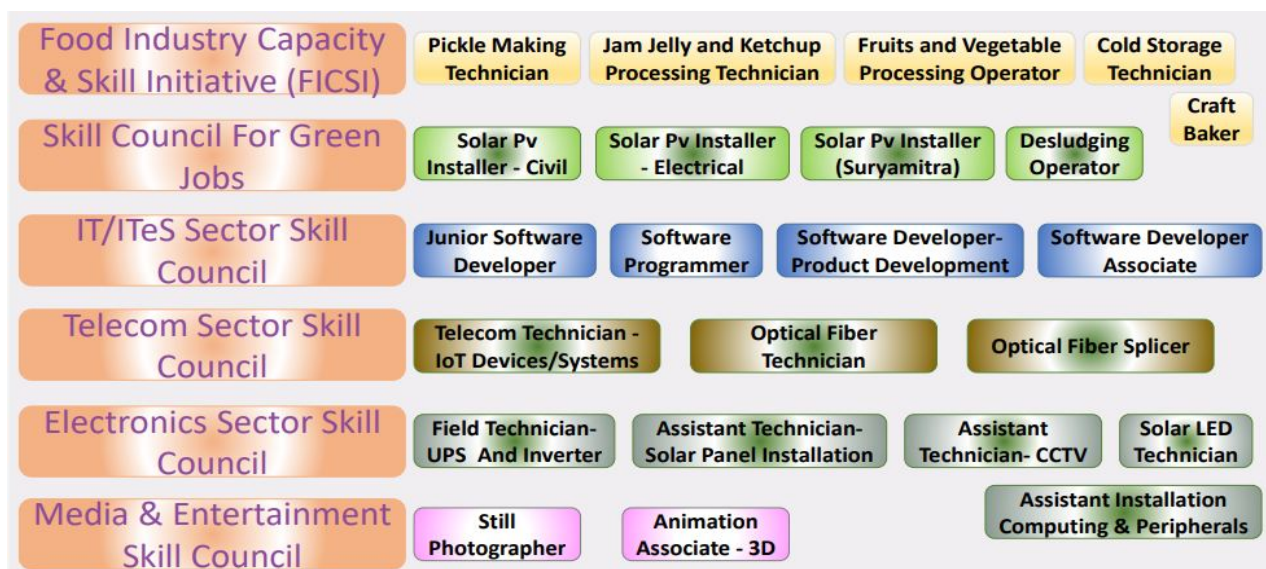 Food Industry Capacity
& Skill Initiative (FICSI)
Pickle Making
Technician
Jam Jelly and Ketchup
Processing Technician
Fruits and Vegetable
Processing Operator
Cold Storage
Technician
Craft
Baker
Skill Council For Green
Jobs
Solar Pv
Installer - Civil
Solar Pv Installer
- Electrical
Solar Pv Installer
(Suryamitra)
Desludging
Operator
IT/ITeS Sector Skill
Council
Junior Software
Developer
Software
Programmer
Software Developer-
Product Development
Software Developer
Associate
Telecom Sector Skill
Council
Telecom Technician -
IoT Devices/Systems
Optical Fiber
Technician
Optical Fiber Splicer
Electronics Sector Skill
Council
Field Technician-
UPS And Inverter
Assistant Technician-
Solar Panel Installation
Assistant
Technician- CCTV
Solar LED
Technician
Assistant Installation
Computing & Peripherals
Media & Entertainment
Skill Council
Still
Photographer
Animation
Associate - 3D